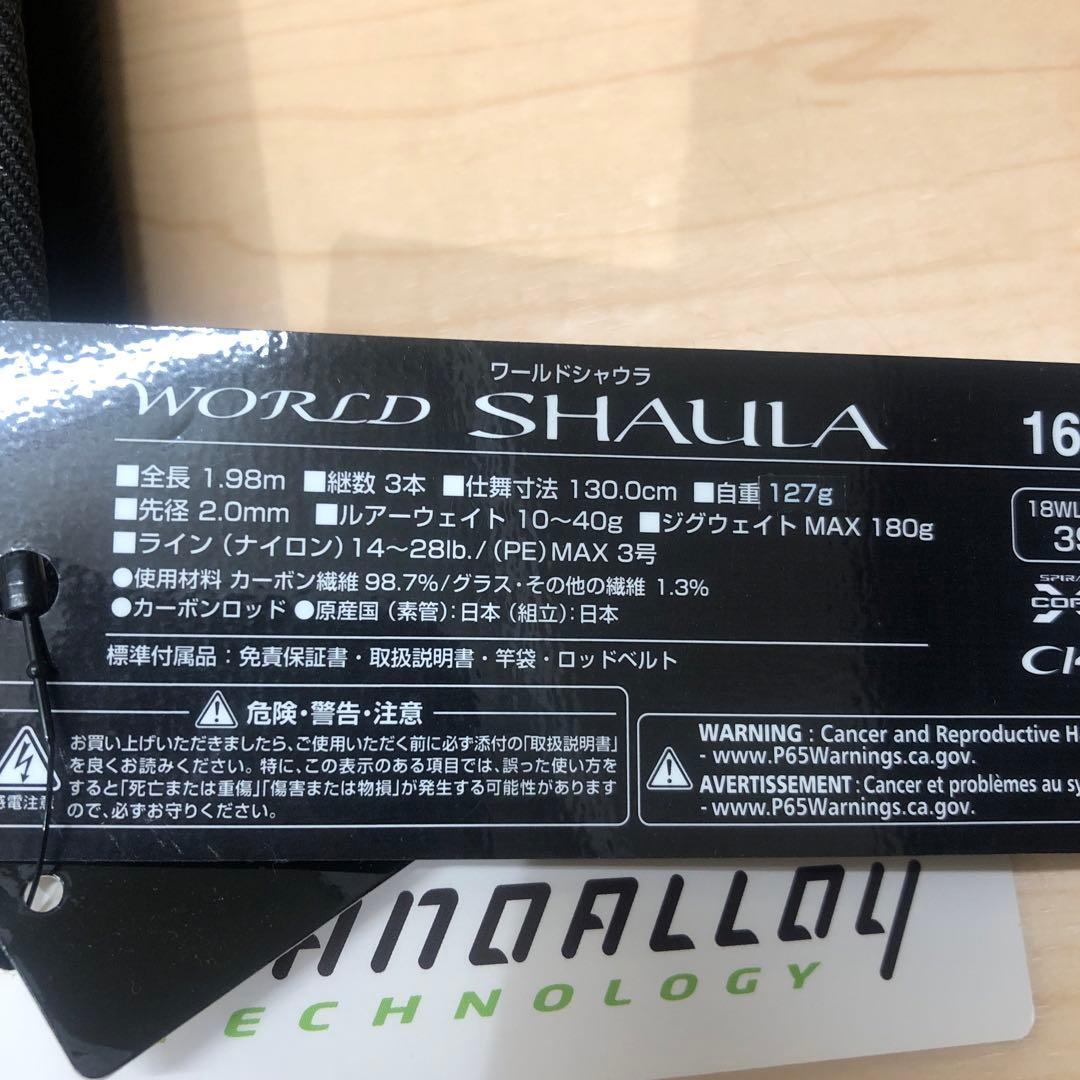 ワールドシャウラ
WORLD SHAULA
16
■全長 1.98m ■継数 3本 ■仕舞寸法 130.0cm ■自重 127g
■先径 2.0mm ■ルアーウェイト 10〜40g ■ジグウェイト MAX 180g
■ライン (ナイロン) 14〜28lb. / (PE) MAX 3号
●使用材料 カーボン繊維 98.7%/グラス・その他の繊維 1.3%
●カーボンロッド ●原産国 (素管):日本 (組立):日本
標準付属品:免責保証書・取扱説明書・竿袋・ロッドベルト
18WL
危険・警告・注意
お買い上げいただきましたら、ご使用いただく前に必ず添付の「取扱説明書」
を良くお読みください。特に、この表示のある項目では、誤った使い方を
すると「死亡または重傷」「傷害または物損」が発生する可能性があります
ので、必ずお守りください。
感電注意
WARNING : Cancer and Reproductive H
- www.P65Warnings.ca.gov.
AVERTISSEMENT : Cancer et problèmes au sy
- www.P65Warnings.ca.gov.
ANOALLOY
ECHNOLOGY